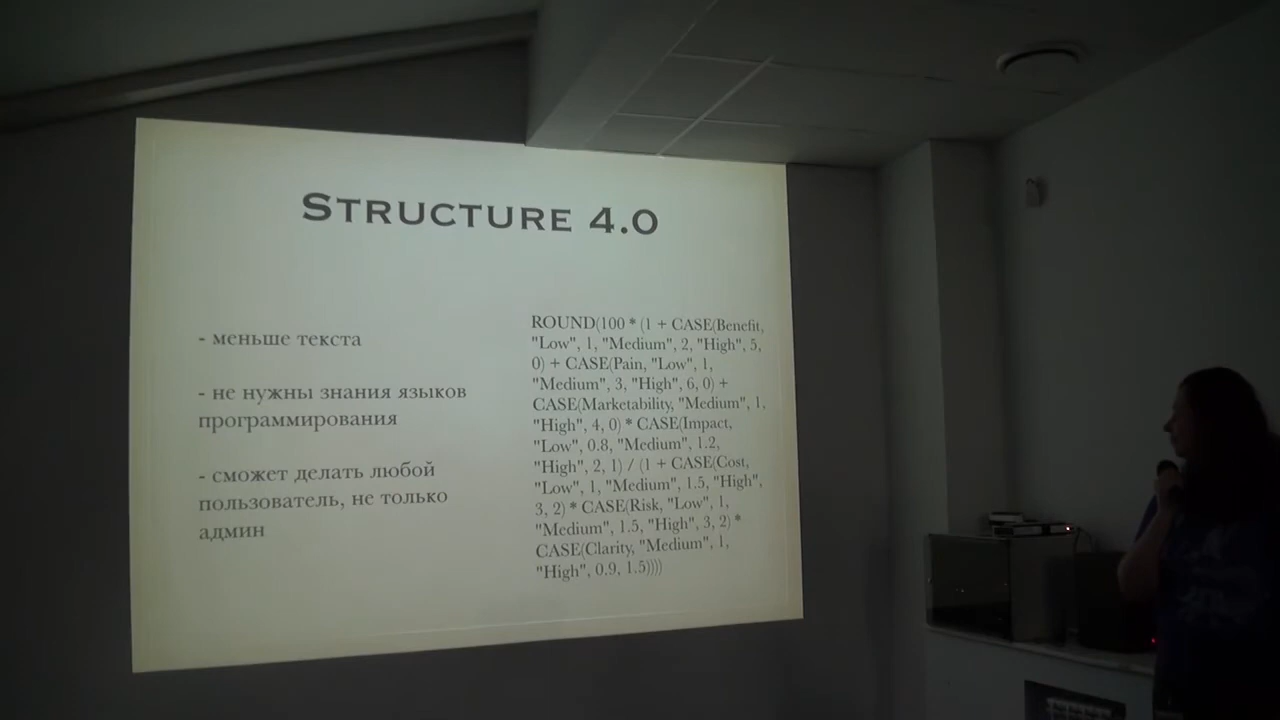 STRUCTURE 4.0
- меньше текста
- не нужны знания языков
программирования
- сможет делать любой
пользователь, не только
админ
ROUND(100 * (1 + CASE(Benefit,
"Low", 1, "Medium", 2, "High", 5,
0) + CASE(Pain, "Low", 1,
"Medium", 3, "High", 6, 0) +
CASE(Marketability, "Medium", 1,
"High", 4, 0) * CASE(Impact,
"Low", 0.8, "Medium", 1.2,
"High", 2, 1) / (1 + CASE(Cost,
"Low", 1, "Medium", 1.5, "High",
3, 2) * CASE(Risk, "Low", 1,
"Medium", 1.5, "High", 3, 2) *
CASE(Clarity, "Medium", 1,
"High", 0.9, 1.5))))